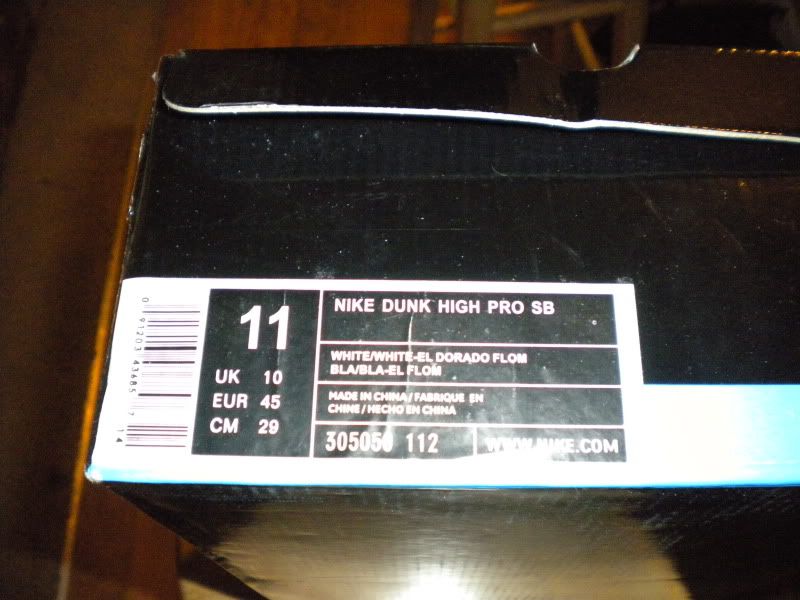 11
UK 10
EUR 45
CM 29
NIKE DUNK HIGH PRO SB
WHITE/WHITE-EL DORADO FLOM
BLA/BLA-EL FLOM
MADE IN CHINA / FABRIQUE EN
CHINE / HECHO EN CHINA
305050 112
WWW.NIKE.COM
14